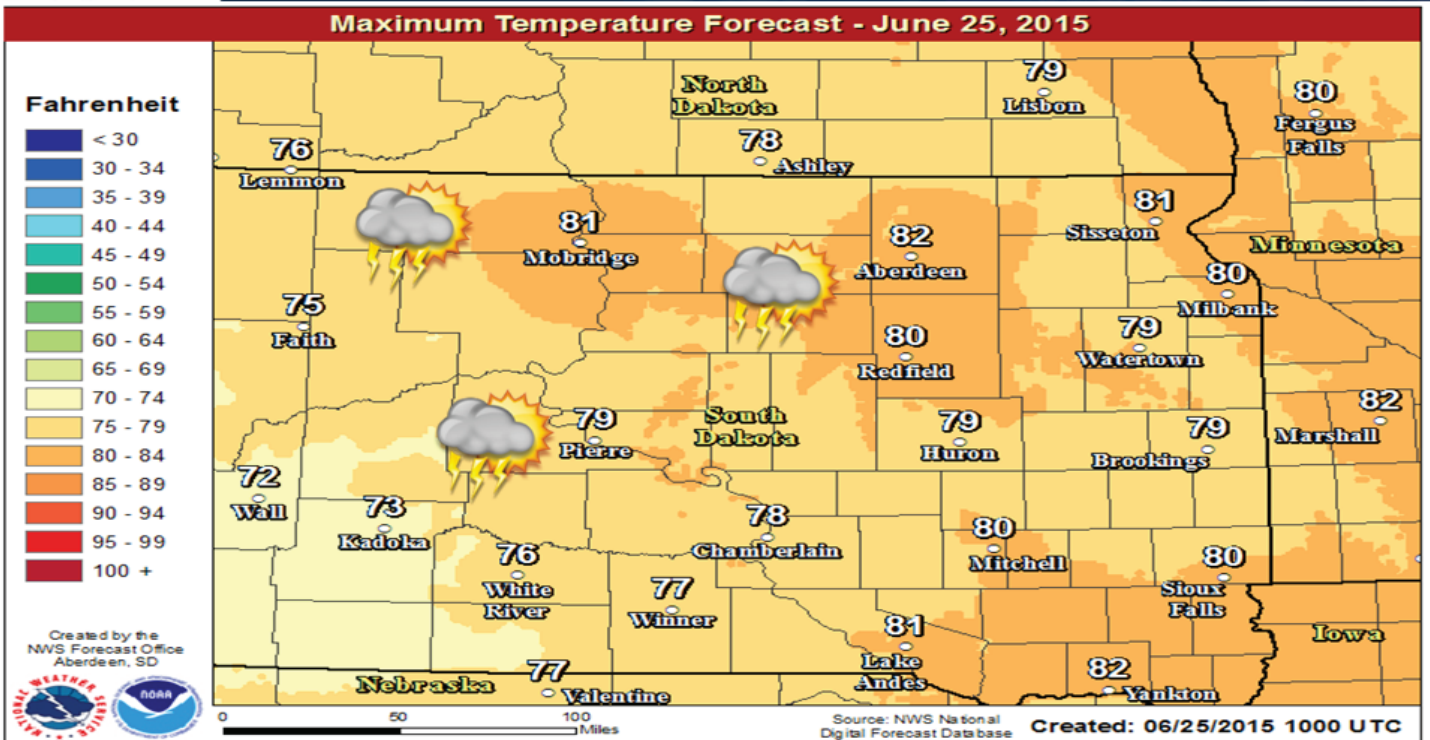 Maximum Temperature Forecast - June 25, 2015
Fahrenheit
< 30
30 - 34
35 - 39
40 - 44
45 - 49
50 - 54
55 - 59
60 - 64
65 - 69
70 - 74
75 - 79
80 - 84
85 - 89
90 - 94
95 - 99
100 +
Created by the
NWS Forecast Office
Aberdeen, SD
NATIONAL WEATHER SERVICE
NOAA
North
Dakota
79
Lisbon
80
Fergus
Falls
76
Lemmon
78
Ashley
81
Mobridge
82
Aberdeen
81
Sisseton
Minnesota
80
Milbank
75
Faith
80
Redfield
79
Watertown
79
Pierre
South
Dakota
79
Huron
79
Brookings
82
Marshall
72
Wall
73
Kadoka
76
White
River
78
Chamberlain
80
Mitchell
80
Sioux
Falls
77
Winner
81
Lake
Andes
Iowa
Nebraska
77
Valentine
82
Yankton
0 50 100
Miles
Source: NWS National
Digital Forecast Database
Created: 06/25/2015 1000 UTC